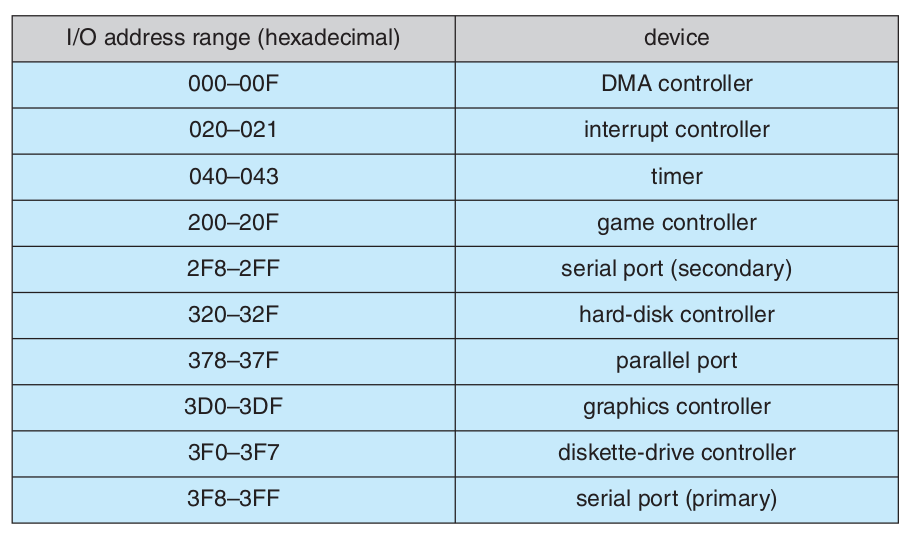 I/O address range (hexadecimal) device
000–00F DMA controller
020–021 interrupt controller
040–043 timer
200–20F game controller
2F8–2FF serial port (secondary)
320–32F hard-disk controller
378–37F parallel port
3D0–3DF graphics controller
3F0–3F7 diskette-drive controller
3F8–3FF serial port (primary)